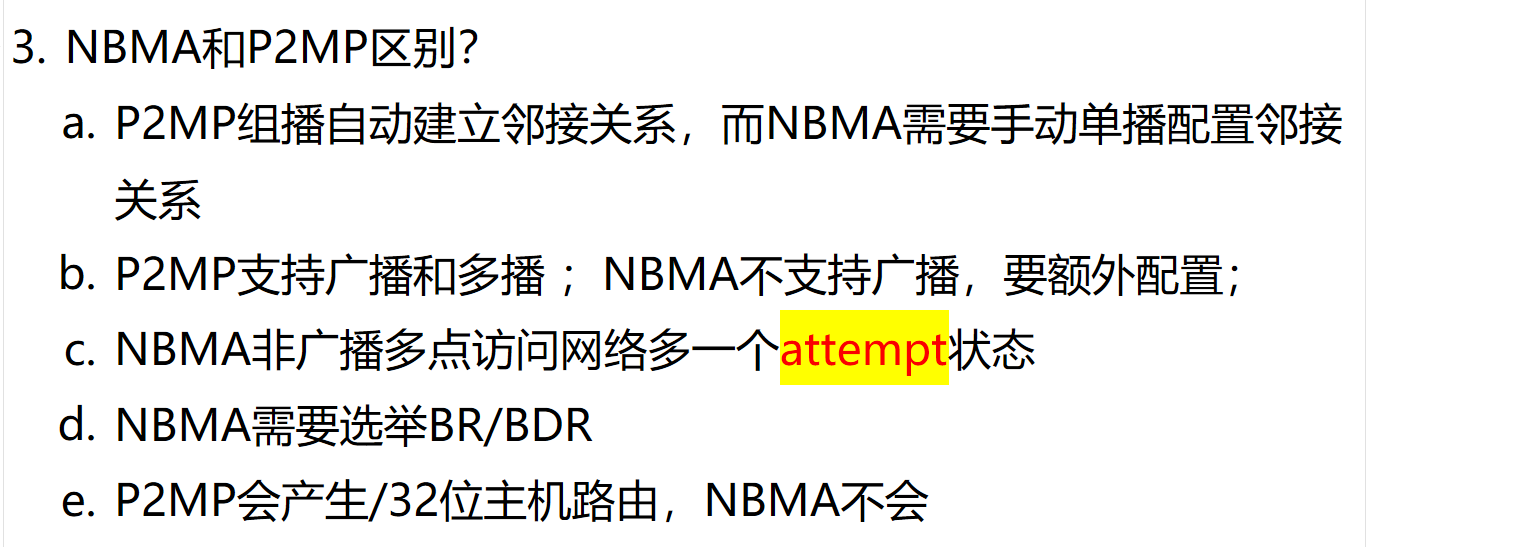 3. NBMA和P2MP区别？
a. P2MP组播自动建立邻接关系，而NBMA需要手动单播配置邻接
关系
b. P2MP支持广播和多播 ；NBMA不支持广播，要额外配置；
c. NBMA非广播多点访问网络多一个attempt状态
d. NBMA需要选举BR/BDR
e. P2MP会产生/32位主机路由，NBMA不会